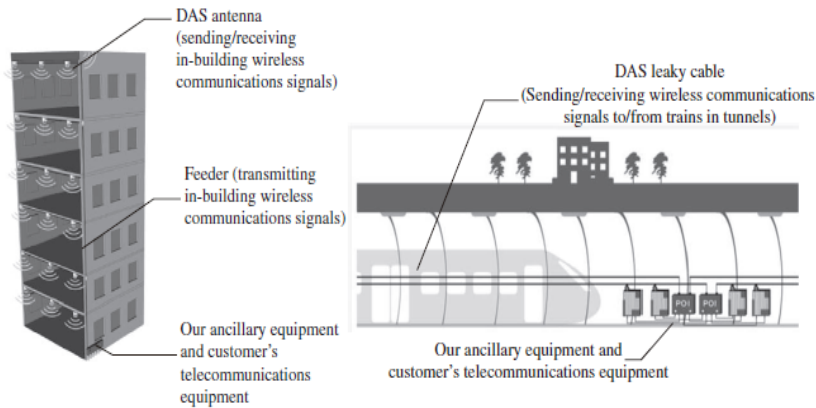 DAS antenna
(sending/receiving
in-building wireless
communications signals)
Feeder (transmitting
in-building wireless
communications signals)
Our ancillary equipment
and customer's
telecommunications
equipment
DAS leaky cable
(Sending/receiving wireless communications
signals to/from trains in tunnels)
POI POI
Our ancillary equipment and
customer's telecommunications equipment